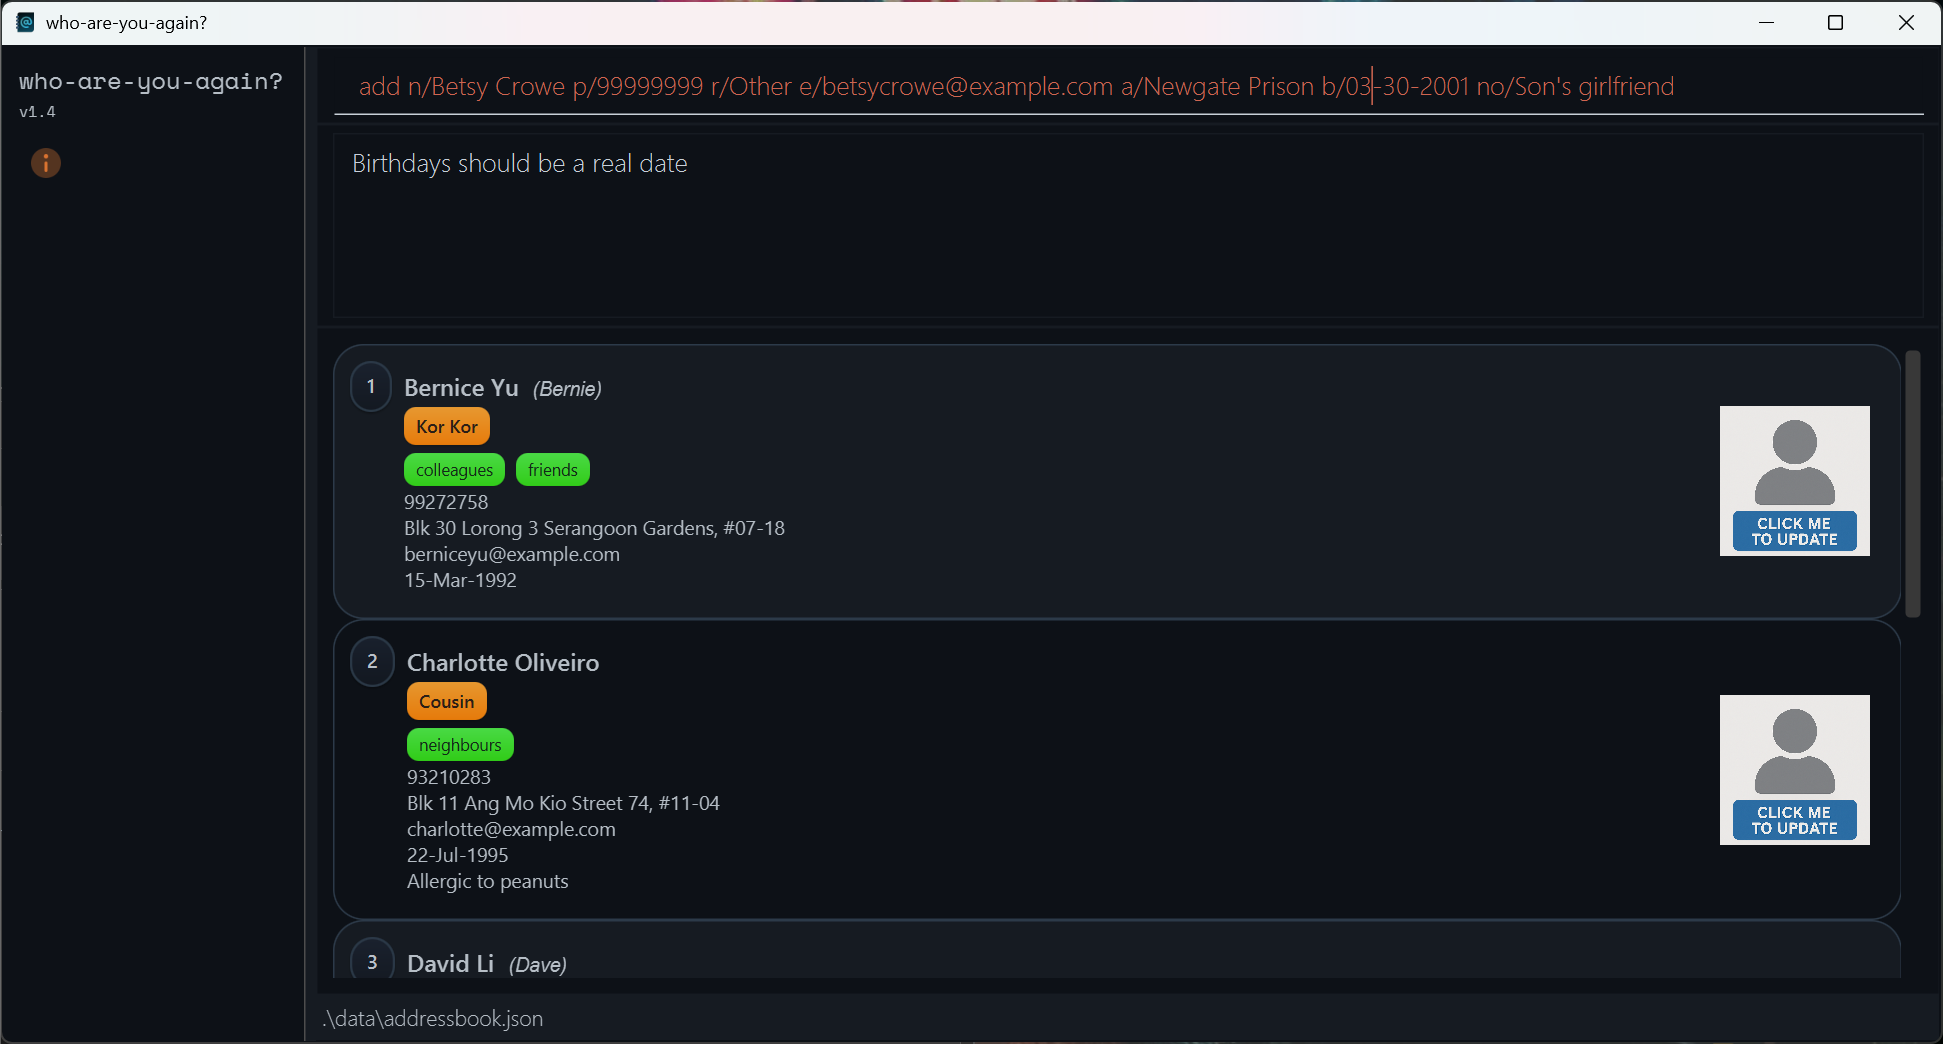 who-are-you-again?
who-are-you-again?
v1.4
add n/Betsy Crowe p/99999999 r/Other e/betsycrowe@example.com a/Newgate Prison b/03-30-2001 no/Son's girlfriend
Birthdays should be a real date
1
Bernice Yu (Bernie)
Kor Kor
colleagues friends
99272758
Blk 30 Lorong 3 Serangoon Gardens, #07-18
berniceyu@example.com
15-Mar-1992
CLICK ME
TO UPDATE
2
Charlotte Oliveiro
Cousin
neighbours
93210283
Blk 11 Ang Mo Kio Street 74, #11-04
charlotte@example.com
22-Jul-1995
Allergic to peanuts
CLICK ME
TO UPDATE
3
David Li (Dave)
.\data\addressbook.json